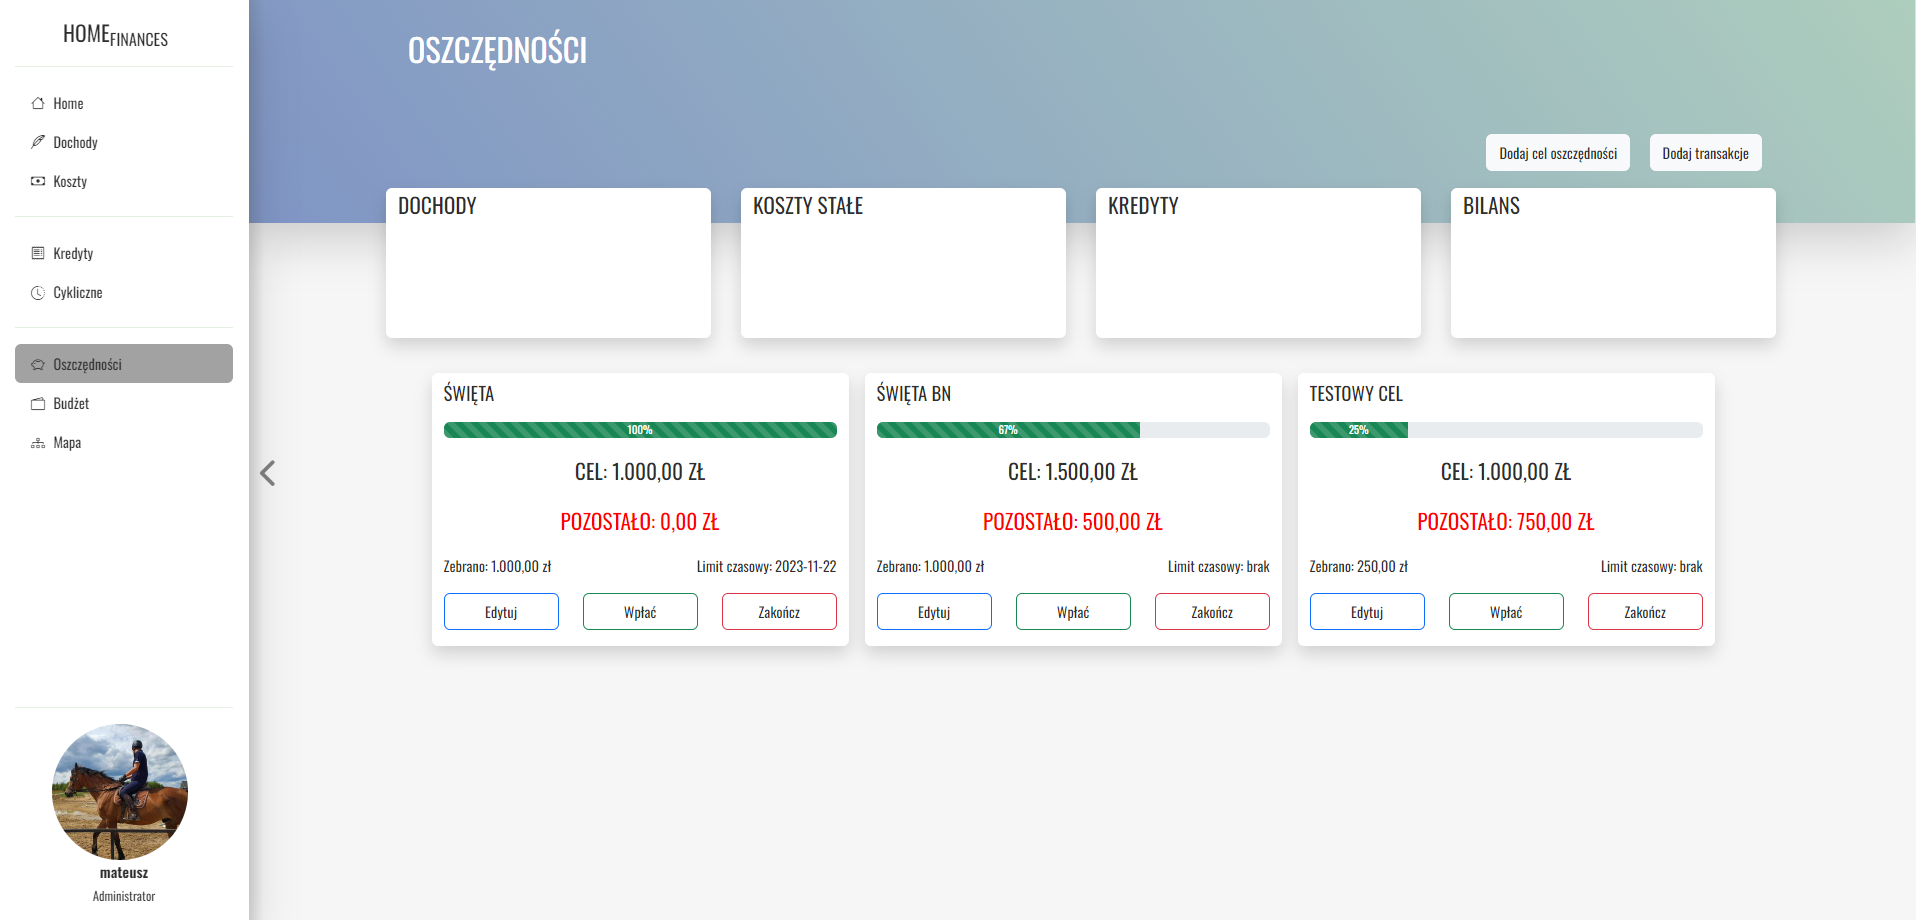 HOMEFINANCES
Home
Dochody
Koszty
Kredyty
Cykliczne
Oszczędności
Budżet
Mapa
mateusz
Administrator
OSZCZĘDNOŚCI
Dodaj cel oszczędności Dodaj transakcje
DOCHODY
KOSZTY STAŁE
KREDYTY
BILANS
ŚWIĘTA
100%
CEL: 1.000,00 ZŁ
POZOSTAŁO: 0,00 ZŁ
Zebrano: 1.000,00 zł Limit czasowy: 2023-11-22
Edytuj Wpłać Zakończ
ŚWIĘTA BN
67%
CEL: 1.500,00 ZŁ
POZOSTAŁO: 500,00 ZŁ
Zebrano: 1.000,00 zł Limit czasowy: brak
Edytuj Wpłać Zakończ
TESTOWY CEL
25%
CEL: 1.000,00 ZŁ
POZOSTAŁO: 750,00 ZŁ
Zebrano: 250,00 zł Limit czasowy: brak
Edytuj Wpłać Zakończ